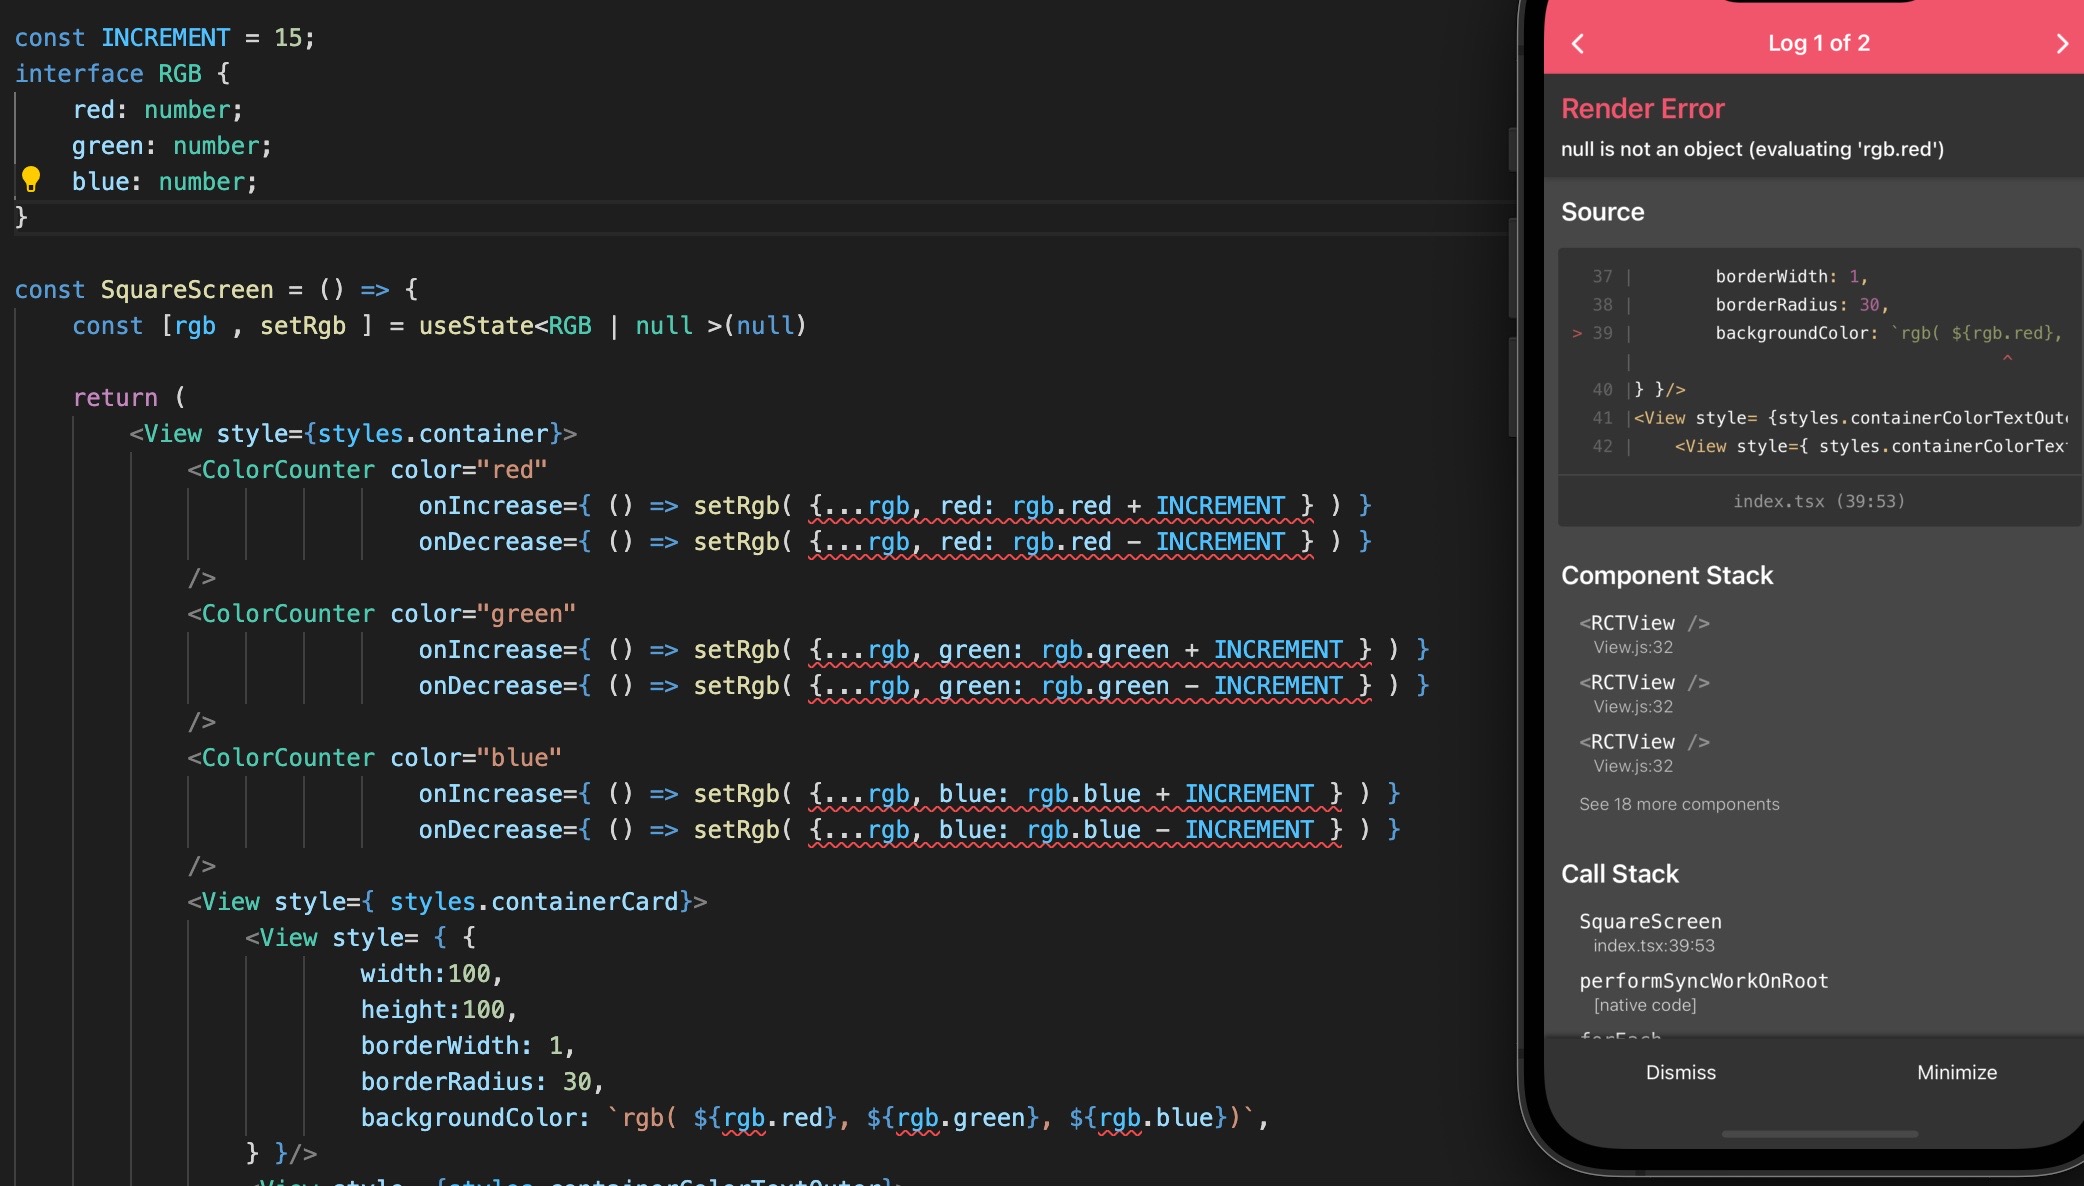 const INCREMENT = 15;
interface RGB {
red: number;
green: number;
blue: number;
}
const SquareScreen = () => {
const [rgb , setRgb ] = useState<RGB | null >(null)
return (
<View style={styles.container}>
<ColorCounter color="red"
onIncrease={ () => setRgb( {...rgb, red: rgb.red + INCREMENT } ) }
onDecrease={ () => setRgb( {...rgb, red: rgb.red - INCREMENT } ) }
/>
<ColorCounter color="green"
onIncrease={ () => setRgb( {...rgb, green: rgb.green + INCREMENT } ) }
onDecrease={ () => setRgb( {...rgb, green: rgb.green - INCREMENT } ) }
/>
<ColorCounter color="blue"
onIncrease={ () => setRgb( {...rgb, blue: rgb.blue + INCREMENT } ) }
onDecrease={ () => setRgb( {...rgb, blue: rgb.blue - INCREMENT } ) }
/>
<View style={ styles.containerCard}>
<View style= { {
width:100,
height:100,
borderWidth: 1,
borderRadius: 30,
backgroundColor: `rgb( ${rgb.red}, ${rgb.green}, ${rgb.blue})`,
} }/>
<View style= {styles.containerColorTextOuter}>
Log 1 of 2
Render Error
null is not an object (evaluating 'rgb.red')
Source
37 | borderWidth: 1,
38 | borderRadius: 30,
> 39 | backgroundColor: `rgb( ${rgb.red},
| ^
40 |} }/>
41 |<View style= {styles.containerColorTextOute
42 | <View style={ styles.containerColorTex
index.tsx (39:53)
Component Stack
<RCTView />
View.js:32
<RCTView />
View.js:32
<RCTView />
View.js:32
See 18 more components
Call Stack
SquareScreen
index.tsx:39:53
performSyncWorkOnRoot
[native code]
forEach
Dismiss
Minimize